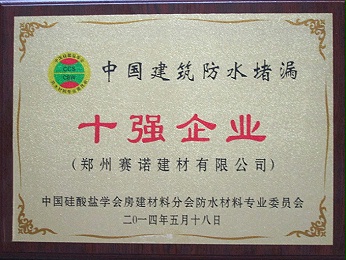 CCS
CBW
中国建筑防水堵漏
十强企业
(郑州赛诺建材有限公司)
中国硅酸盐学会房建材料分会防水材料专业委员会
二〇一四年五月十八日